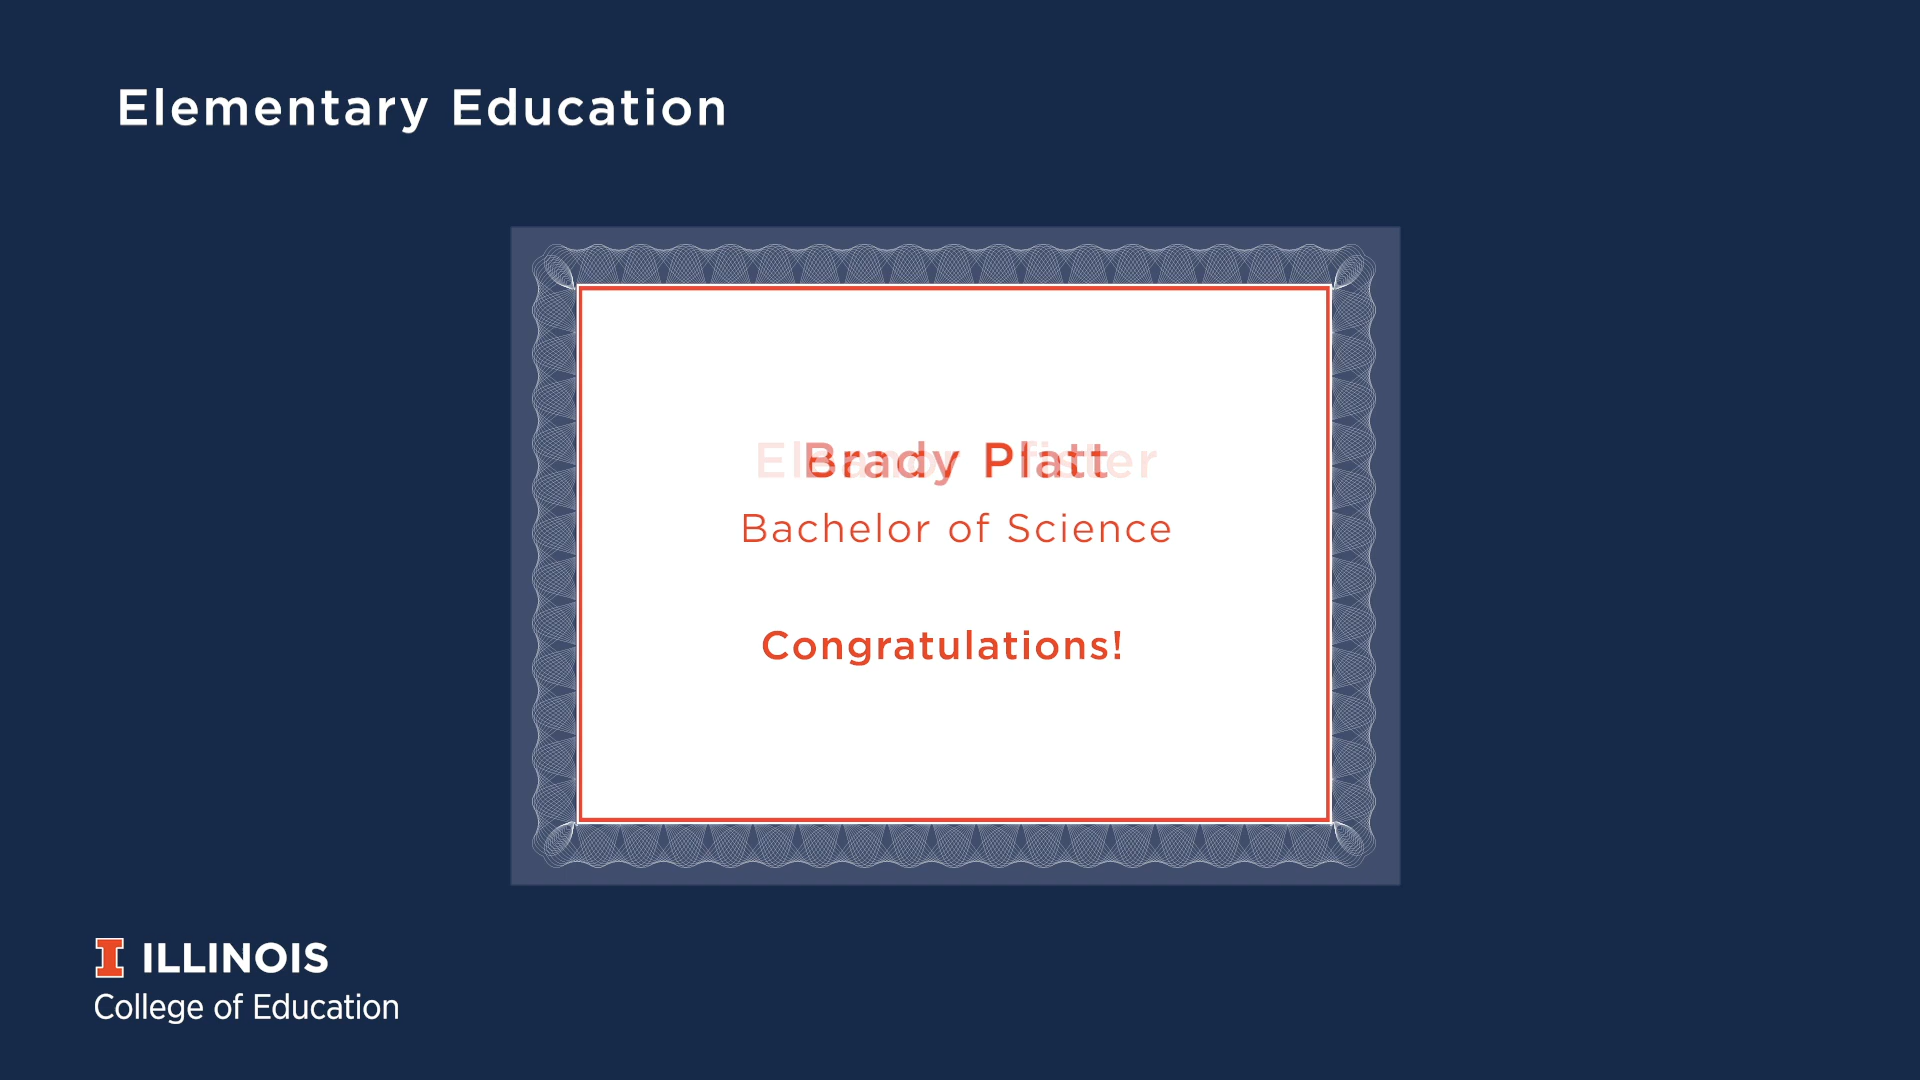 Elementary Education
Brady Platt
Bachelor of Science
Congratulations!
I ILLINOIS
College of Education